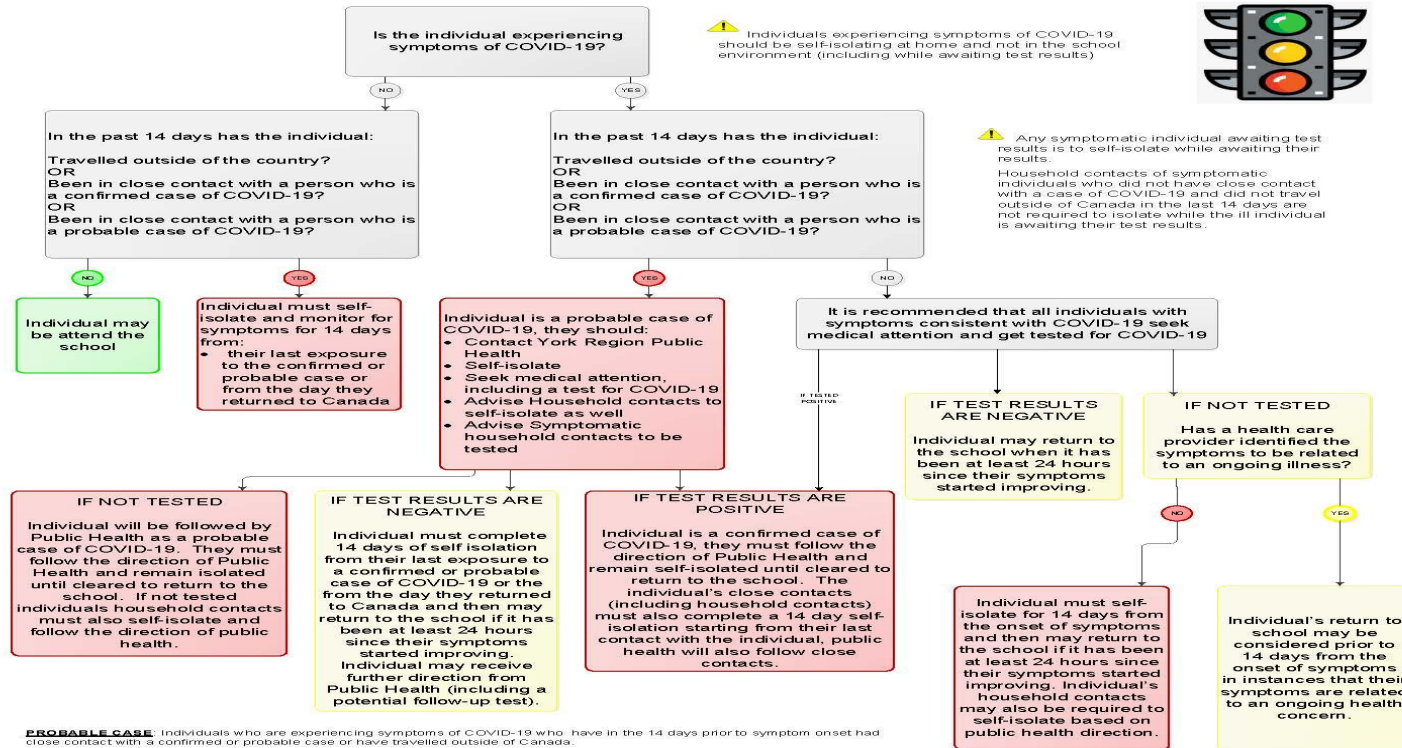 Is the individual experiencing
symptoms of COVID-19?
Individuals experiencing symptoms of COVID-19
should be self-isolating at home and not in the school
environment (including while awaiting test results)
NO
YES
In the past 14 days has the individual:
Travelled outside of the country?
OR
Been in close contact with a person who is
a confirmed case of COVID-19?
OR
Been in close contact with a person who is
a probable case of COVID-19?
In the past 14 days has the individual:
Travelled outside of the country?
OR
Been in close contact with a person who is
a confirmed case of COVID-19?
OR
Been in close contact with a person who is
a probable case of COVID-19?
Any symptomatic individual awaiting test
results is to self-isolate while awaiting their
results.
Household contacts of symptomatic
individuals who did not have close contact
with a case of COVID-19 and did not travel
outside of Canada in the last 14 days are
not required to isolate while the ill individual
is awaiting their test results.
NO
YES
YES
NO
Individual may
be attend the
school
Individual must self-
isolate and monitor for
symptoms for 14 days
from:
• their last exposure
to the confirmed or
probable case or
from the day they
returned to Canada
Individual is a probable case of
COVID-19, they should:
• Contact York Region Public
Health
• Self-isolate
• Seek medical attention,
including a test for COVID-19
• Advise Household contacts to
self-isolate as well
• Advise Symptomatic
household contacts to be
tested
It is recommended that all individuals with
symptoms consistent with COVID-19 seek
medical attention and get tested for COVID-19
IF TESTED
POSITIVE
IF TEST RESULTS
ARE NEGATIVE
Individual may return to
the school when it has
been at least 24 hours
since their symptoms
started improving.
IF NOT TESTED
Has a health care
provider identified the
symptoms to be related
to an ongoing illness?
NO
YES
IF NOT TESTED
Individual will be followed by
Public Health as a probable
case of COVID-19. They must
follow the direction of Public
Health and remain isolated
until cleared to return to the
school. If not tested
individuals household contacts
must also self-isolate and
follow the direction of public
health.
IF TEST RESULTS ARE
NEGATIVE
Individual must complete
14 days of self isolation
from their last exposure to
a confirmed or probable
case of COVID-19 or the
from the day they returned
to Canada and then may
return to the school if it has
been at least 24 hours
since their symptoms
started improving.
Individual may receive
further direction from
Public Health (including a
potential follow-up test).
IF TEST RESULTS ARE
POSITIVE
Individual is a confirmed case of
COVID-19, they must follow the
direction of Public Health and
remain self-isolated until cleared to
return to the school. The
individual's close contacts
(including household contacts)
must also complete a 14 day self-
isolation starting from their last
contact with the individual, public
health will also follow close
contacts.
Individual must self-
isolate for 14 days from
the onset of symptoms
and then may return to
the school if it has been
at least 24 hours since
their symptoms started
improving. Individual's
household contacts
may also be required to
self-isolate based on
public health direction.
Individual's return to
school may be
considered prior to
14 days from the
onset of symptoms
in instances that their
symptoms are related
to an ongoing health
concern.
PROBABLE CASE: Individuals who are experiencing symptoms of COVID-19 who have in the 14 days prior to symptom onset had
close contact with a confirmed or probable case or have travelled outside of Canada.